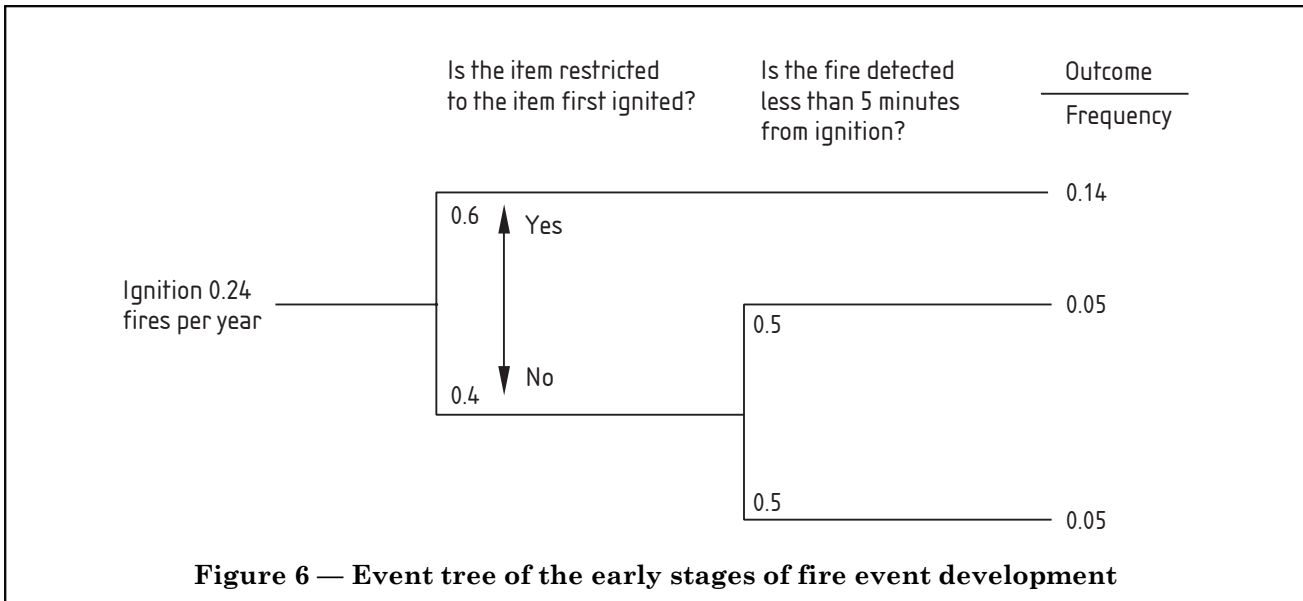 Is the item restricted
to the item first ignited?
Is the fire detected
less than 5 minutes
from ignition?
Outcome
Frequency
0.14
0.6
Yes
Ignition 0.24
fires per year
0.05
0.5
No
0.4
0.5
0.05
Figure 6 — Event tree of the early stages of fire event development